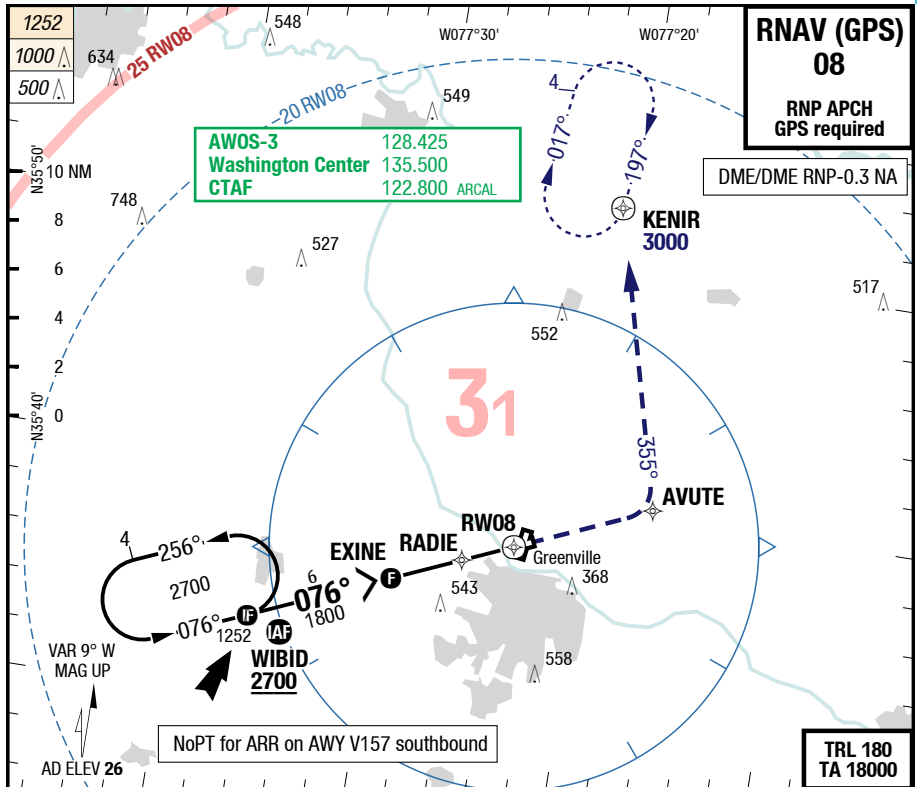 1252
1000
500
634
25 RW08
548
W077°30'
W077°20'
RNAV (GPS)
08
RNP APCH
GPS required
20 RW08
549
4
017°
197°
AWOS-3 128.425
Washington Center 135.500
CTAF 122.800 ARCAL
DME/DME RNP-0.3 NA
N35°50'
10 NM
748
8
KENIR
3000
527
6
517
4
552
2
N35°40'
0
31
355°
AVUTE
RW08
RADIE
EXINE
Greenville
4
256°
2700
6
076°
1800
F
543
368
076°
IF
1252
IAF
WIBID
2700
VAR 9° W
MAG UP
558
NoPT for ARR on AWY V157 southbound
AD ELEV 26
TRL 180
TA 18000